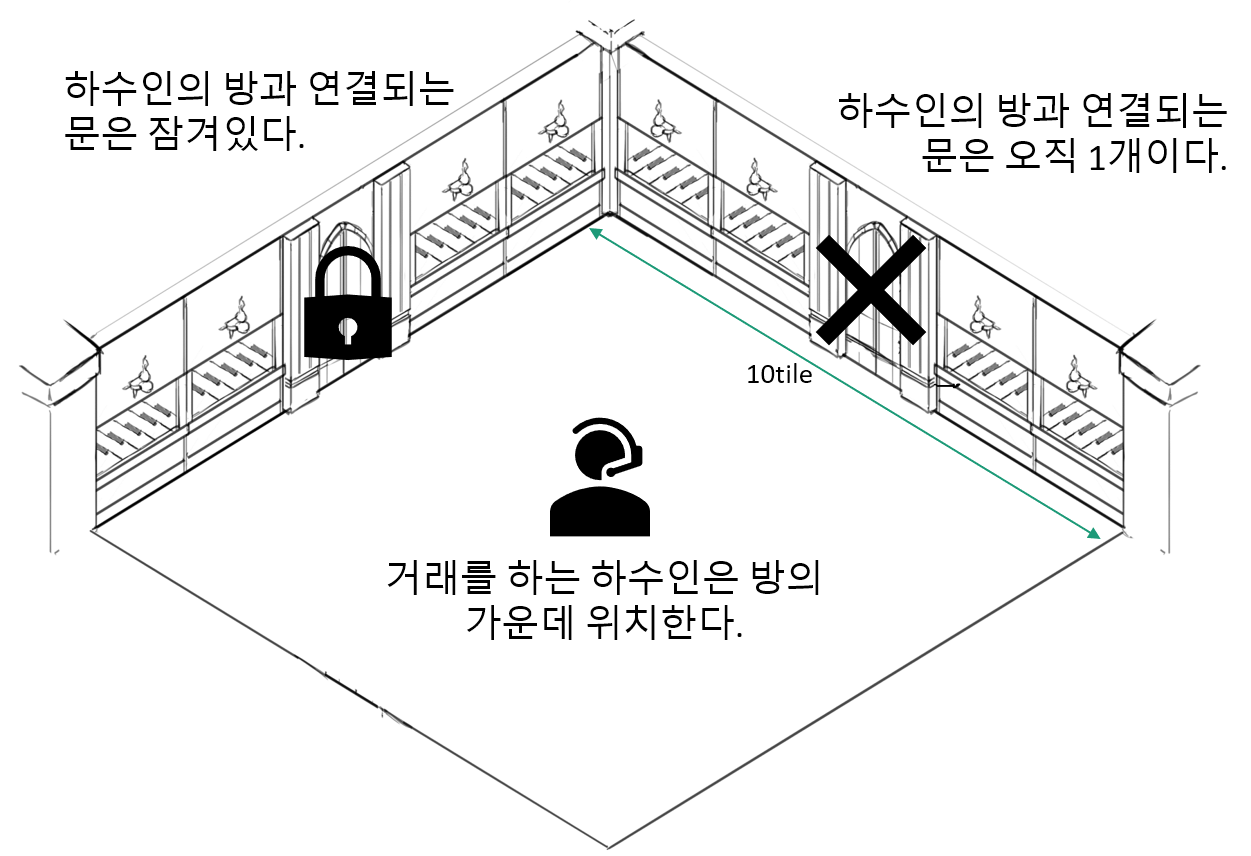 하수인의 방과 연결되는
문은 잠겨있다.
하수인의 방과 연결되는
문은 오직 1개이다.
10tile
거래를 하는 하수인은 방의
가운데 위치한다.